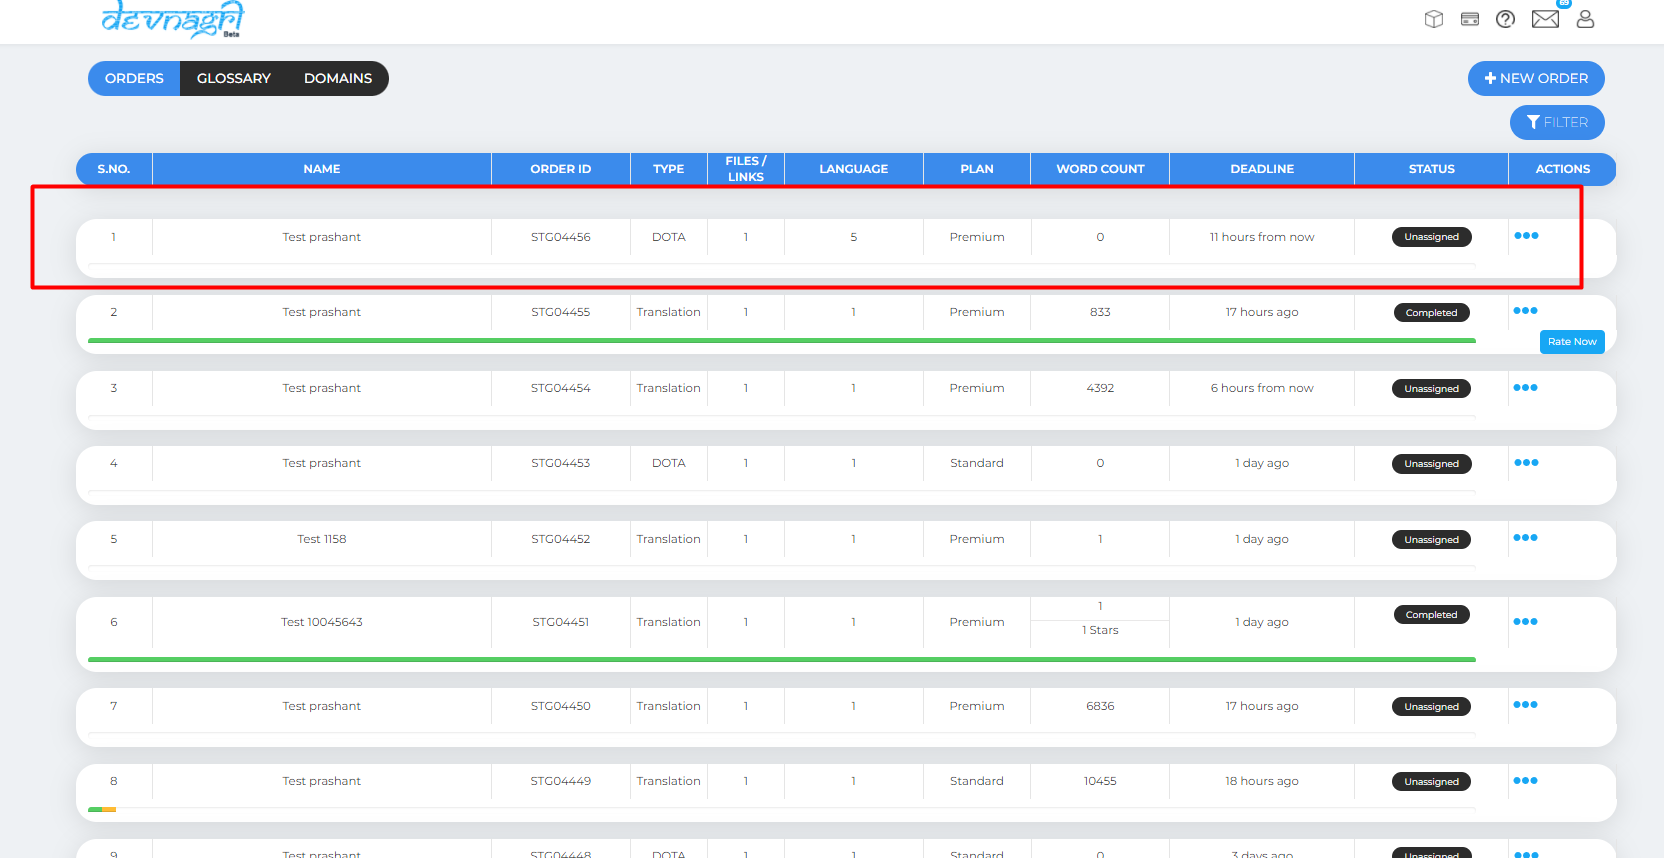 devnagri
Beta
69
ORDERS GLOSSARY DOMAINS
NEW ORDER
FILTER
S.NO. NAME ORDER ID TYPE FILES / LINKS LANGUAGE PLAN WORD COUNT DEADLINE STATUS ACTIONS
1 Test prashant STG04456 DOTA 1 5 Premium 0 11 hours from now Unassigned
2 Test prashant STG04455 Translation 1 1 Premium 833 17 hours ago Completed
Rate Now
3 Test prashant STG04454 Translation 1 1 Premium 4392 6 hours from now Unassigned
4 Test prashant STG04453 DOTA 1 1 Standard 0 1 day ago Unassigned
5 Test 1158 STG04452 Translation 1 1 Premium 1 1 day ago Unassigned
6 Test 10045643 STG04451 Translation 1 1 Premium 1 1 day ago Completed
1 Stars
7 Test prashant STG04450 Translation 1 1 Premium 6836 17 hours ago Unassigned
8 Test prashant STG04449 Translation 1 1 Standard 10455 18 hours ago Unassigned
9 Test prashant STG04448 DOTA 1 1 Standard 0 3 days ago Unassigned